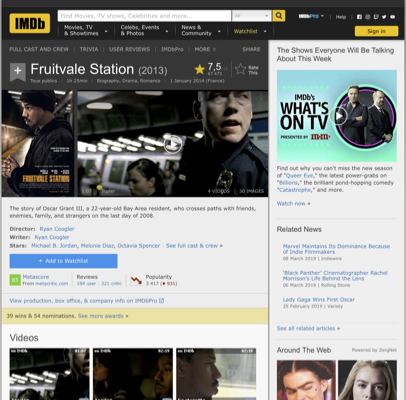 IMDb
Find Movies, TV shows, Celebrities and more...
All
IMDbPro
Help
Movies, TV
& Showtimes
Celebs, Events
& Photos
News &
Community
Watchlist
Sign in
FULL CAST AND CREW | TRIVIA | USER REVIEWS | IMDbPro | MORE
SHARE
+ Fruitvale Station (2013)
Tous publics | 1h 25min | Biography, Drama, Romance | 1 January 2014 (France)
7,5
Rate
This
FRUITVALE STATION
Trailer
4 VIDEOS | 30 IMAGES
The story of Oscar Grant III, a 22-year-old Bay Area resident, who crosses paths with friends,
enemies, family, and strangers on the last day of 2008.
Director: Ryan Coogler
Writer: Ryan Coogler
Stars: Michael B. Jordan, Melonie Diaz, Octavia Spencer | See full cast & crew »
+ Add to Watchlist
85
Metascore
From metacritic.com
Reviews
184 user | 321 critic
Popularity
3 417 (931)
View production, box office, & company info on IMDbPro
39 wins & 54 nominations. See more awards »
Videos
on IMDb
on IMDb
02:19
on IMDb
The Shows Everyone Will Be Talking
About This Week
IMDb's
WHAT'S
ON TV
PRESENTED BY m&m's
Find out why you can't miss the new season
of "Queer Eye," the latest power-grabs on
"Billions," the brilliant pond-hopping comedy
"Catastrophe," and more.
Watch now »
Related News
Marvel Maintains Its Dominance Because
of Indie Filmmakers
08 March 2019 | Indiewire
'Black Panther' Cinematographer Rachel
Morrison's Life Behind the Lens
06 March 2019 | Rolling Stone
Lady Gaga Wins First Oscar
25 February 2019 | Variety
See all related articles »
Around The Web
Powered by ZergNet